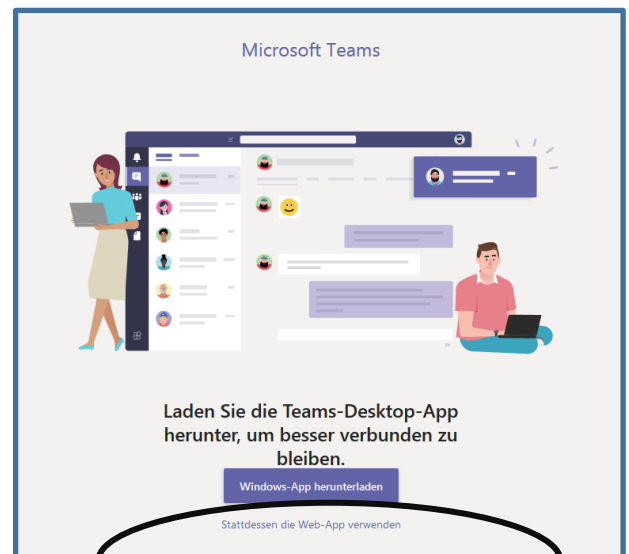 Microsoft Teams
Laden Sie die Teams-Desktop-App
herunter, um besser verbunden zu
bleiben.
Windows-App herunterladen
Stattdessen die Web-App verwenden